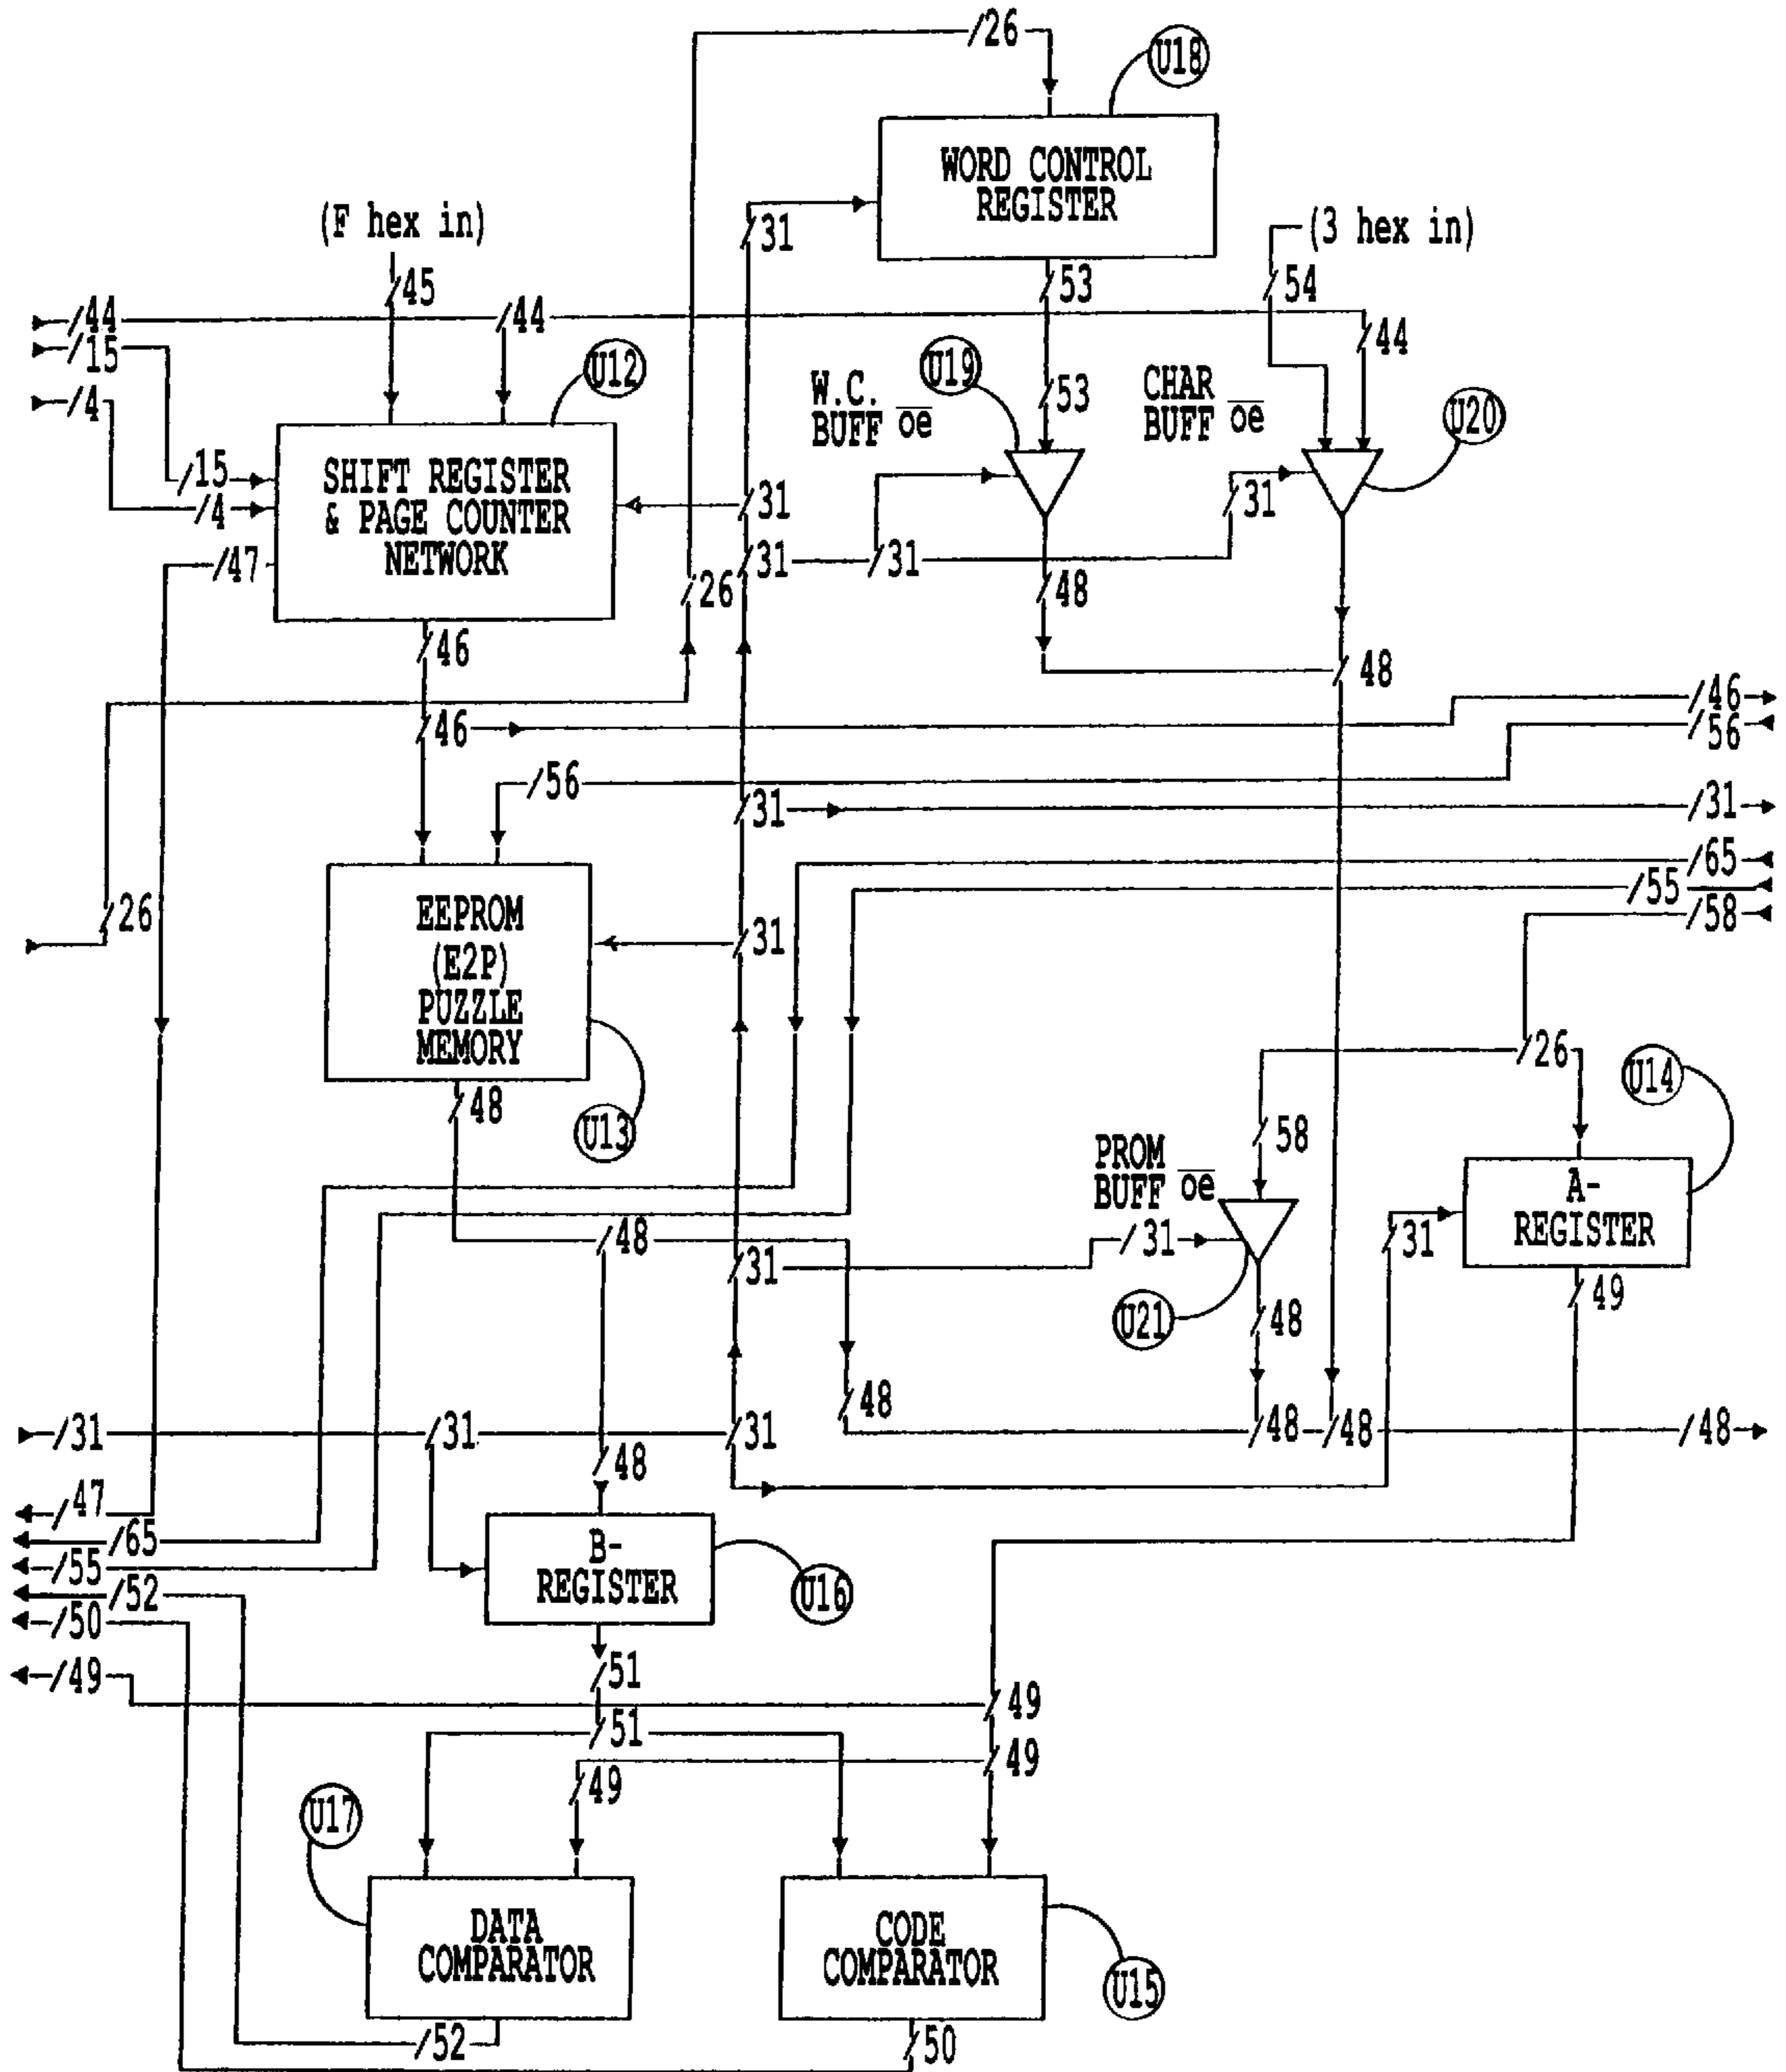 /26
U18
WORD CONTROL
REGISTER
/31
(F hex in)
(3 hex in)
/45
/53
/54
/44
/44
/44
/15
U12
W.C.
BUFF oe
U19
/53
CHAR
BUFF oe
U20
/4
SHIFT REGISTER
& PAGE COUNTER
NETWORK
/15
/4
/31
/31
/47
/31
/31
/26
/48
/46
/48
/46
/46
/56
/56
/31
/31
/65
/55
/58
/26
EEPROM
(E2P)
PUZZLE
MEMORY
/31
/26
U14
/48
U13
/58
PROM
BUFF oe
A-
REGISTER
/48
/31
/31
/31
/49
U21
/48
/48
/31
/31
/31
/48
/48
/48
/48
/47
/65
B-
REGISTER
/55
U16
/52
/50
/49
/51
/49
/51
/49
/49
U17
DATA
COMPARATOR
CODE
COMPARATOR
U15
/52
/50